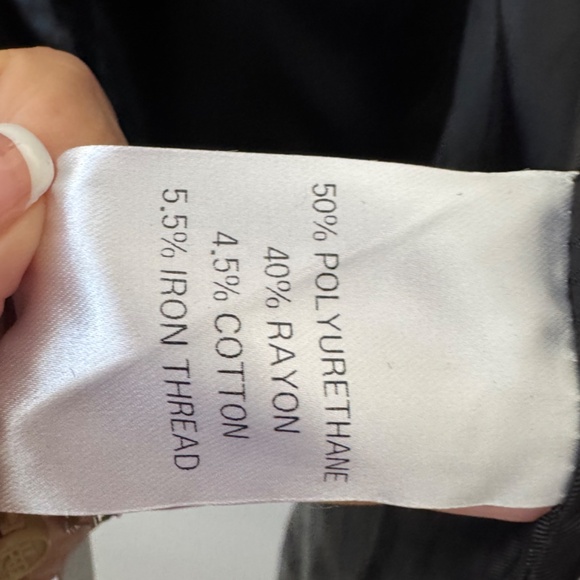 50% POLYURETHANE
40% RAYON
4.5% COTTON
5.5% IRON THREAD